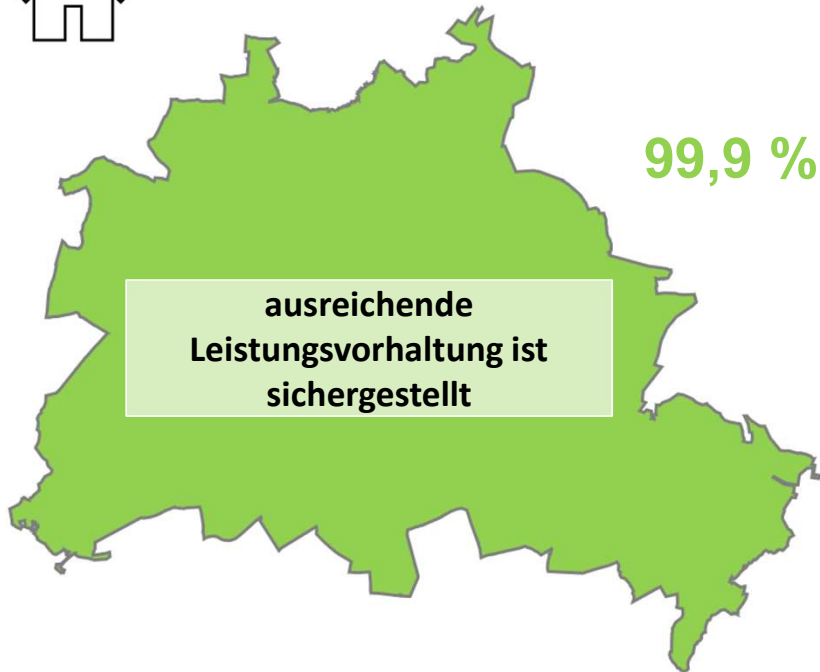 99,9 %
ausreichende
Leistungsvorhaltung ist
sichergestellt